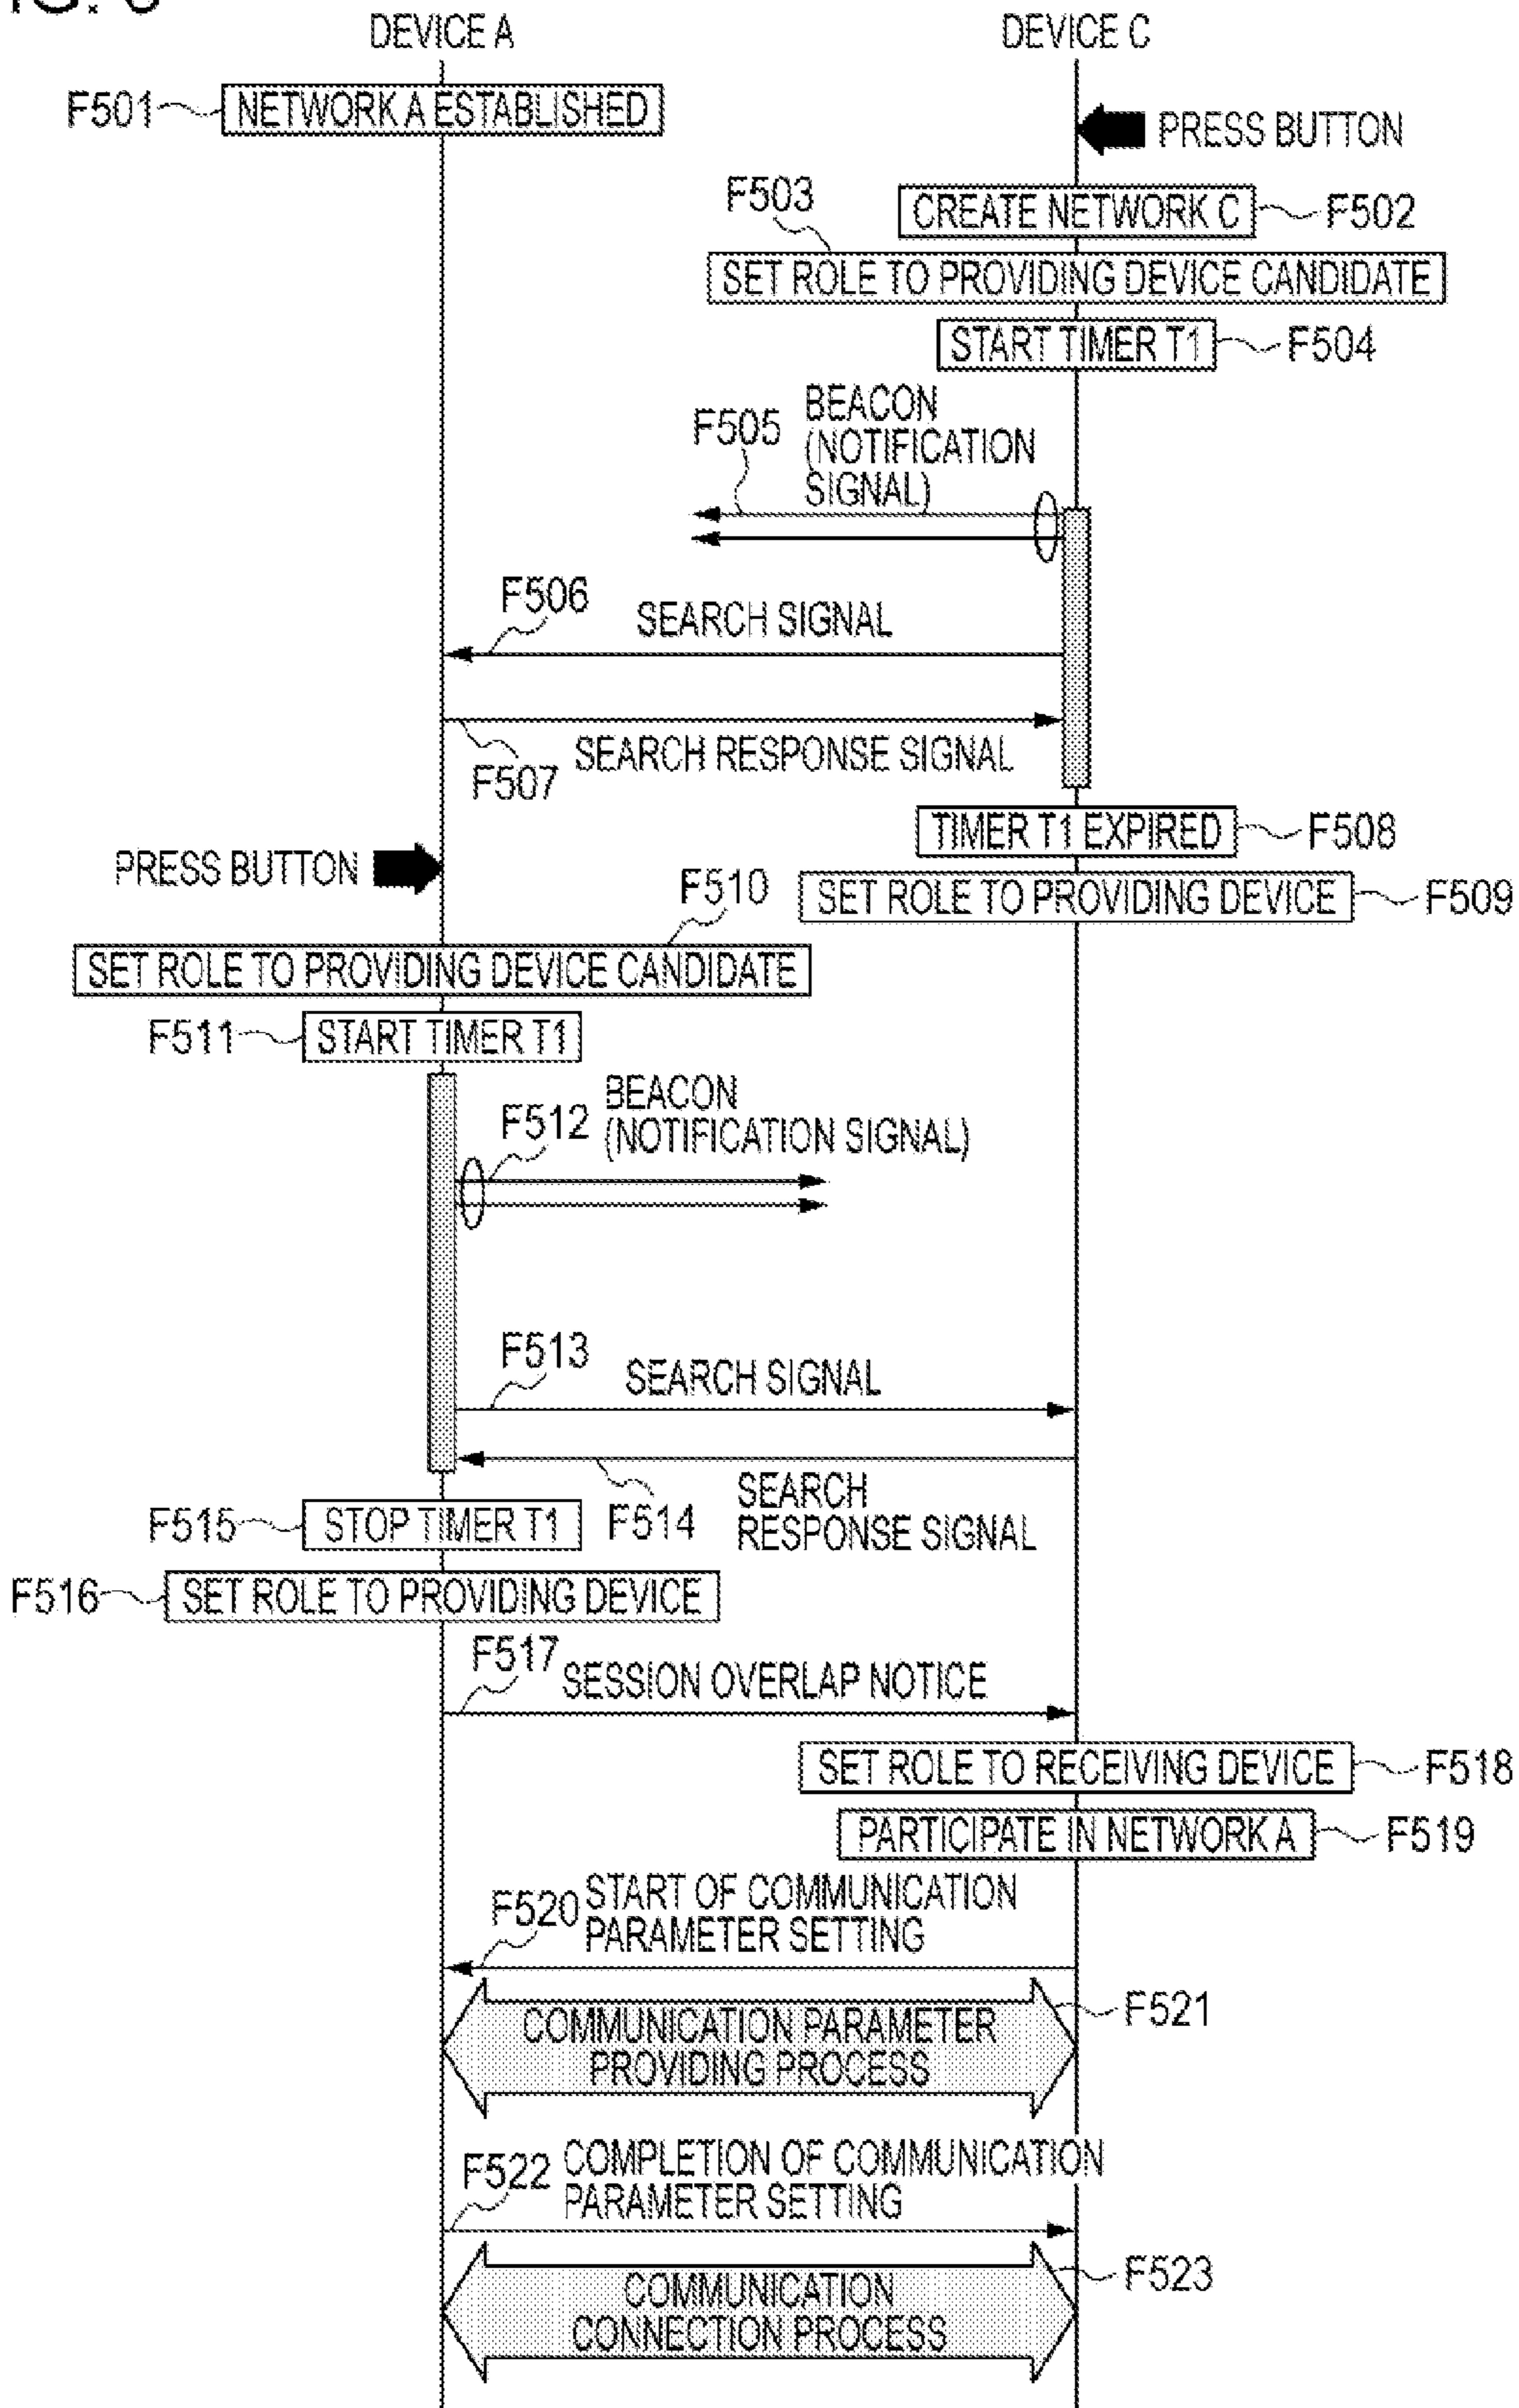 DEVICE A
DEVICE C
F501
NETWORK A ESTABLISHED
PRESS BUTTON
F503
CREATE NETWORK C
F502
SET ROLE TO PROVIDING DEVICE CANDIDATE
START TIMER T1
F504
F505
BEACON
(NOTIFICATION
SIGNAL)
F506
SEARCH SIGNAL
SEARCH RESPONSE SIGNAL
F507
TIMER T1 EXPIRED
F508
PRESS BUTTON
F510
SET ROLE TO PROVIDING DEVICE
F509
SET ROLE TO PROVIDING DEVICE CANDIDATE
F511
START TIMER T1
F512
BEACON
(NOTIFICATION SIGNAL)
F513
SEARCH SIGNAL
F515
STOP TIMER T1
F514
SEARCH
RESPONSE SIGNAL
F516
SET ROLE TO PROVIDING DEVICE
F517
SESSION OVERLAP NOTICE
SET ROLE TO RECEIVING DEVICE
F518
PARTICIPATE IN NETWORK A
F519
F520
START OF COMMUNICATION
PARAMETER SETTING
COMMUNICATION PARAMETER
PROVIDING PROCESS
F521
F522
COMPLETION OF COMMUNICATION
PARAMETER SETTING
COMMUNICATION
CONNECTION PROCESS
F523